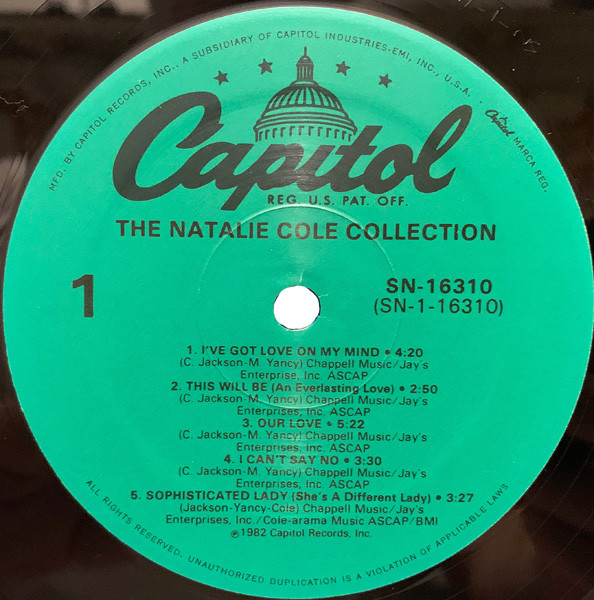 MFD. BY CAPITOL RECORDS, INC., A SUBSIDIARY OF CAPITOL INDUSTRIES-EMI, INC., U.S.A. · Capitol MARCA REG.
Capitol
REG. U.S. PAT. OFF.
THE NATALIE COLE COLLECTION
1
SN-16310
(SN-1-16310)
1. I'VE GOT LOVE ON MY MIND • 4:20
(C. Jackson-M. Yancy) Chappell Music/Jay's
Enterprise, Inc. ASCAP
2. THIS WILL BE (An Everlasting Love) • 2:50
(C. Jackson-M. Yancy) Chappell Music/Jay's
Enterprises, Inc. ASCAP
3. OUR LOVE • 5:22
(C. Jackson-M. Yancy) Chappell Music/Jay's
Enterprises, Inc. ASCAP
4. I CAN'T SAY NO • 3:30
(C. Jackson-M. Yancy) Chappell Music/Jay's
Enterprises, Inc. ASCAP
5. SOPHISTICATED LADY (She's A Different Lady) • 3:27
(Jackson-Yancy-Cole) Chappell Music/Jay's
Enterprises, Inc./Cole-arama Music ASCAP/BMI
℗1982 Capitol Records, Inc.
ALL RIGHTS RESERVED. UNAUTHORIZED DUPLICATION IS A VIOLATION OF APPLICABLE LAWS